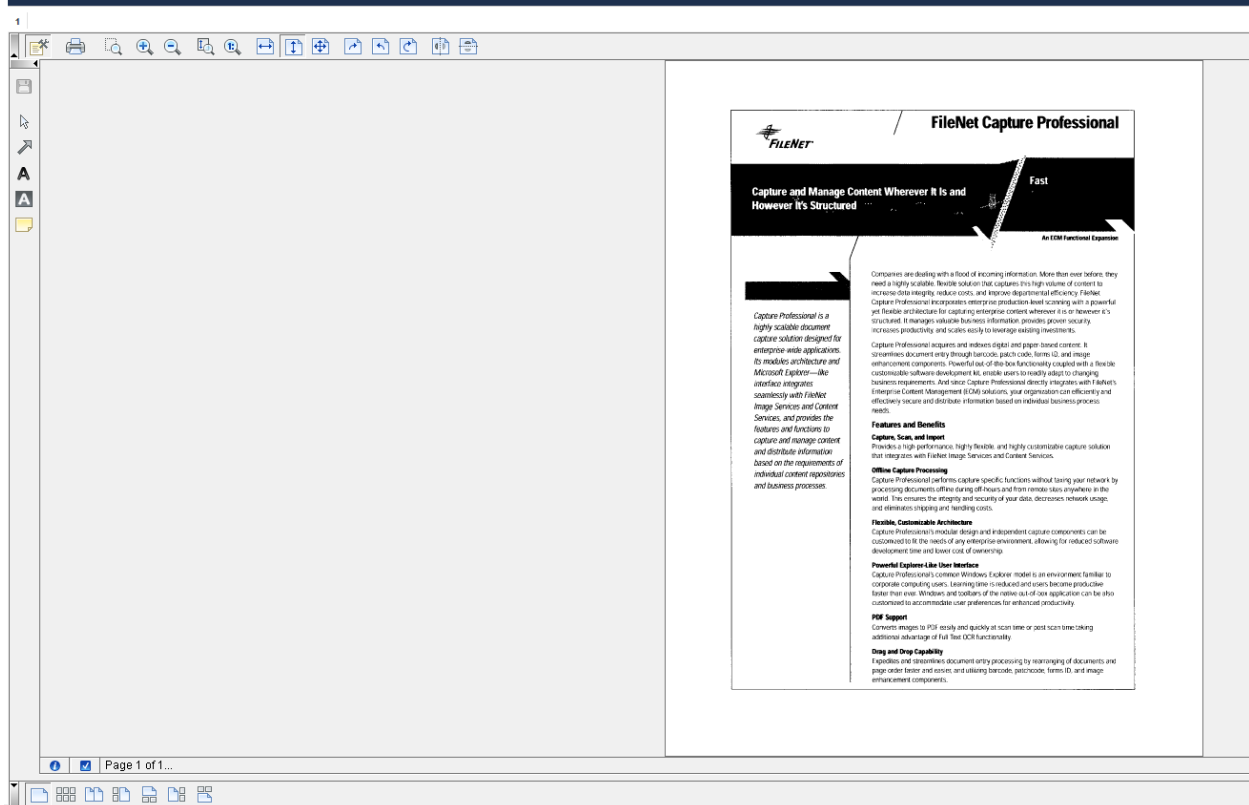 1
FileNet Capture Professional
FILENET
Capture and Manage Content Wherever It Is and
However It's Structured
Fast
An ECM Functional Expansion
Companies are dealing with a flood of incoming information. More than ever before, they
need a highly scalable, flexible solution that captures this high volume of content to
increase data integrity, reduce costs, and improve departmental efficiency. FileNet
Capture Professional incorporates enterprise production-level scanning with a powerful
yet flexible architecture for capturing enterprise content wherever it is or however it's
structured. It manages valuable business information, provides proven security,
increases productivity, and scales easily to leverage existing investments.
Capture Professional is a
highly scalable document
capture solution designed for
enterprise-wide applications.
Its modules architecture and
Microsoft Explorer—like
interface integrates
seamlessly with FileNet
Image Services and Content
Services, and provides the
features and functions to
capture and manage content
and distribute information
based on the requirements of
individual content repositories
and business processes.
Capture Professional acquires and indexes digital and paper-based content. It
streamlines document entry through barcode, patch code, forms ID, and image
enhancement components. Powerful out-of-the-box functionality coupled with a flexible
customizable software development kit, enable users to readily adapt to changing
business requirements. And since Capture Professional directly integrates with FileNet's
Enterprise Content Management (ECM) solutions, your organization can efficiently and
effectively secure and distribute information based on individual business process
needs.
Features and Benefits
Capture, Scan, and Import
Provides a high performance, highly flexible, and highly customizable capture solution
that integrates with FileNet Image Services and Content Services.
Offline Capture Processing
Capture Professional performs capture specific functions without taxing your network by
processing documents offline during off-hours and from remote sites anywhere in the
world. This ensures the integrity and security of your data, decreases network usage,
and eliminates shipping and handling costs.
Flexible, Customizable Architecture
Capture Professional's modular design and independent capture components can be
customized to fit the needs of any enterprise environment, allowing for reduced software
development time and lower cost of ownership.
Powerful Explorer-Like User Interface
Capture Professional's common Windows Explorer model is an environment familiar to
corporate computing users. Learning time is reduced and users become productive
faster than ever. Windows and toolbars of the native out-of-box application can be also
customized to accommodate user preferences for enhanced productivity.
PDF Support
Converts images to PDF easily and quickly at scan time or post scan time taking
additional advantage of Full Text OCR functionality
Drag and Drop Capability
Expedites and streamlines document entry processing by rearranging of documents and
page order faster and easier, and utilizing barcode, patchcode, forms ID, and image
enhancement components.
Page 1 of 1...